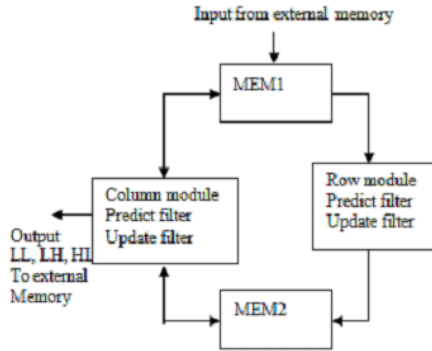 Input from external memory
MEM1
Column module
Predict filter
Update filter
Row module
Predict filter
Update filter
Output
LL, LH, HL
To external
Memory
MEM2